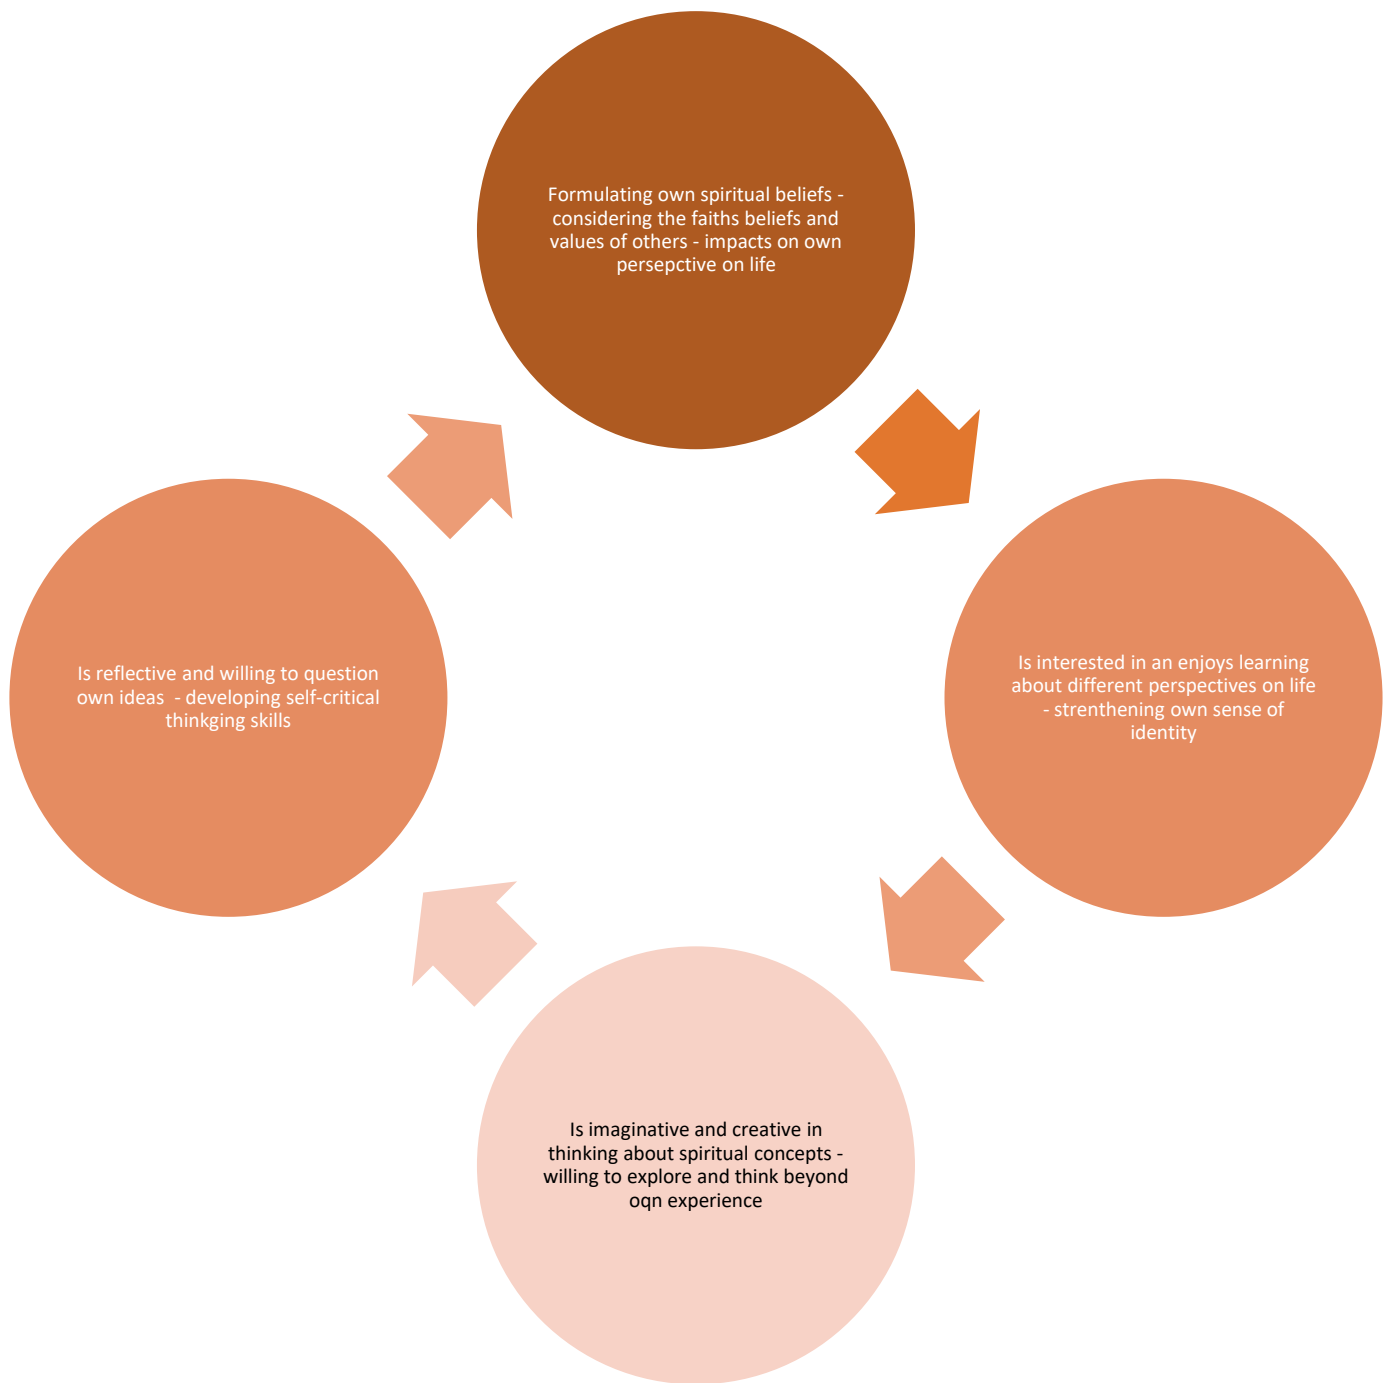 Formulating own spiritual beliefs -
considering the faiths beliefs and
values of others - impacts on own
persepctive on life
Is interested in an enjoys learning
about different perspectives on life
- strenthening own sense of
identity
Is imaginative and creative in
thinking about spiritual concepts -
willing to explore and think beyond
oqn experience
Is reflective and willing to question
own ideas  - developing self-critical
thinkging skills